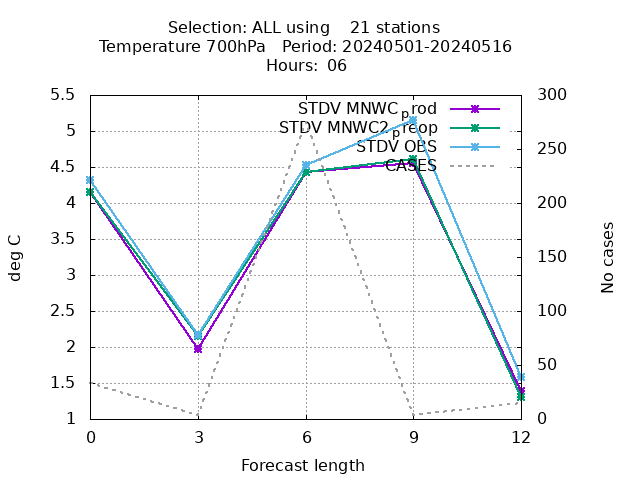 Selection: ALL using    21 stations
Temperature 700hPa   Period: 20240501-20240516
Hours: 06
STDV MNWC_prod
STDV MNWC2_preop
STDV OBS
CASES
5.5
5
4.5
4
3.5
3
2.5
2
1.5
1
300
250
200
150
100
50
0
deg C
No cases
0 3 6 9 12
Forecast length